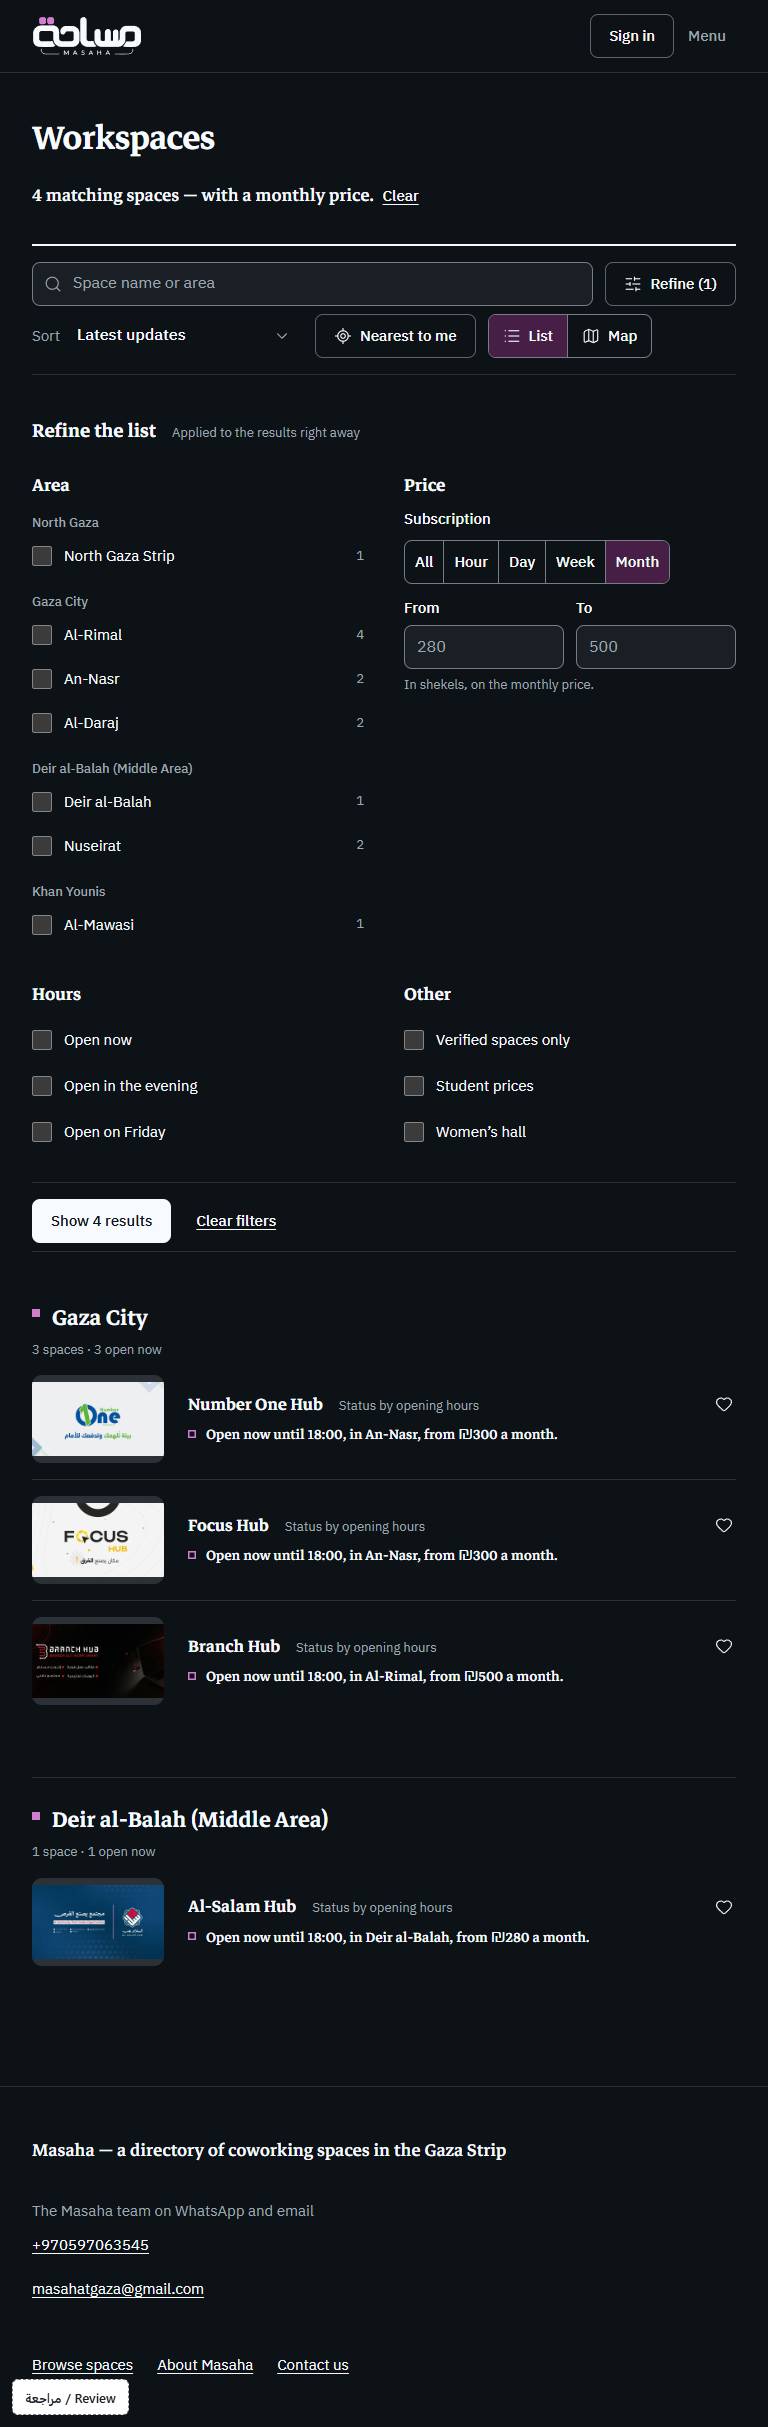 مساحة
MASAHA
Sign in
Menu
Workspaces
4 matching spaces — with a monthly price. Clear
Space name or area
Refine (1)
Sort Latest updates
Nearest to me
List
Map
Refine the list Applied to the results right away
Area
North Gaza
North Gaza Strip 1
Gaza City
Al-Rimal 4
An-Nasr 2
Al-Daraj 2
Deir al-Balah (Middle Area)
Deir al-Balah 1
Nuseirat 2
Khan Younis
Al-Mawasi 1
Price
Subscription
All Hour Day Week Month
From To
280 500
In shekels, on the monthly price.
Hours
Open now
Open in the evening
Open on Friday
Other
Verified spaces only
Student prices
Women’s hall
Show 4 results
Clear filters
Gaza City
3 spaces · 3 open now
Number
One
بيئة تلهمك وتدفعك للأمام
Number One Hub Status by opening hours
Open now until 18:00, in An-Nasr, from ₪300 a month.
FOCUS
HUB
مكان يصنع الفرق
Focus Hub Status by opening hours
Open now until 18:00, in An-Nasr, from ₪300 a month.
BRANCH HUB
Branch Hub Status by opening hours
Open now until 18:00, in Al-Rimal, from ₪500 a month.
Deir al-Balah (Middle Area)
1 space · 1 open now
مجتمع يصنع الفرص
Al-Salam Hub Status by opening hours
Open now until 18:00, in Deir al-Balah, from ₪280 a month.
Masaha — a directory of coworking spaces in the Gaza Strip
The Masaha team on WhatsApp and email
+970597063545
masahatgaza@gmail.com
Browse spaces About Masaha Contact us
مراجعة / Review